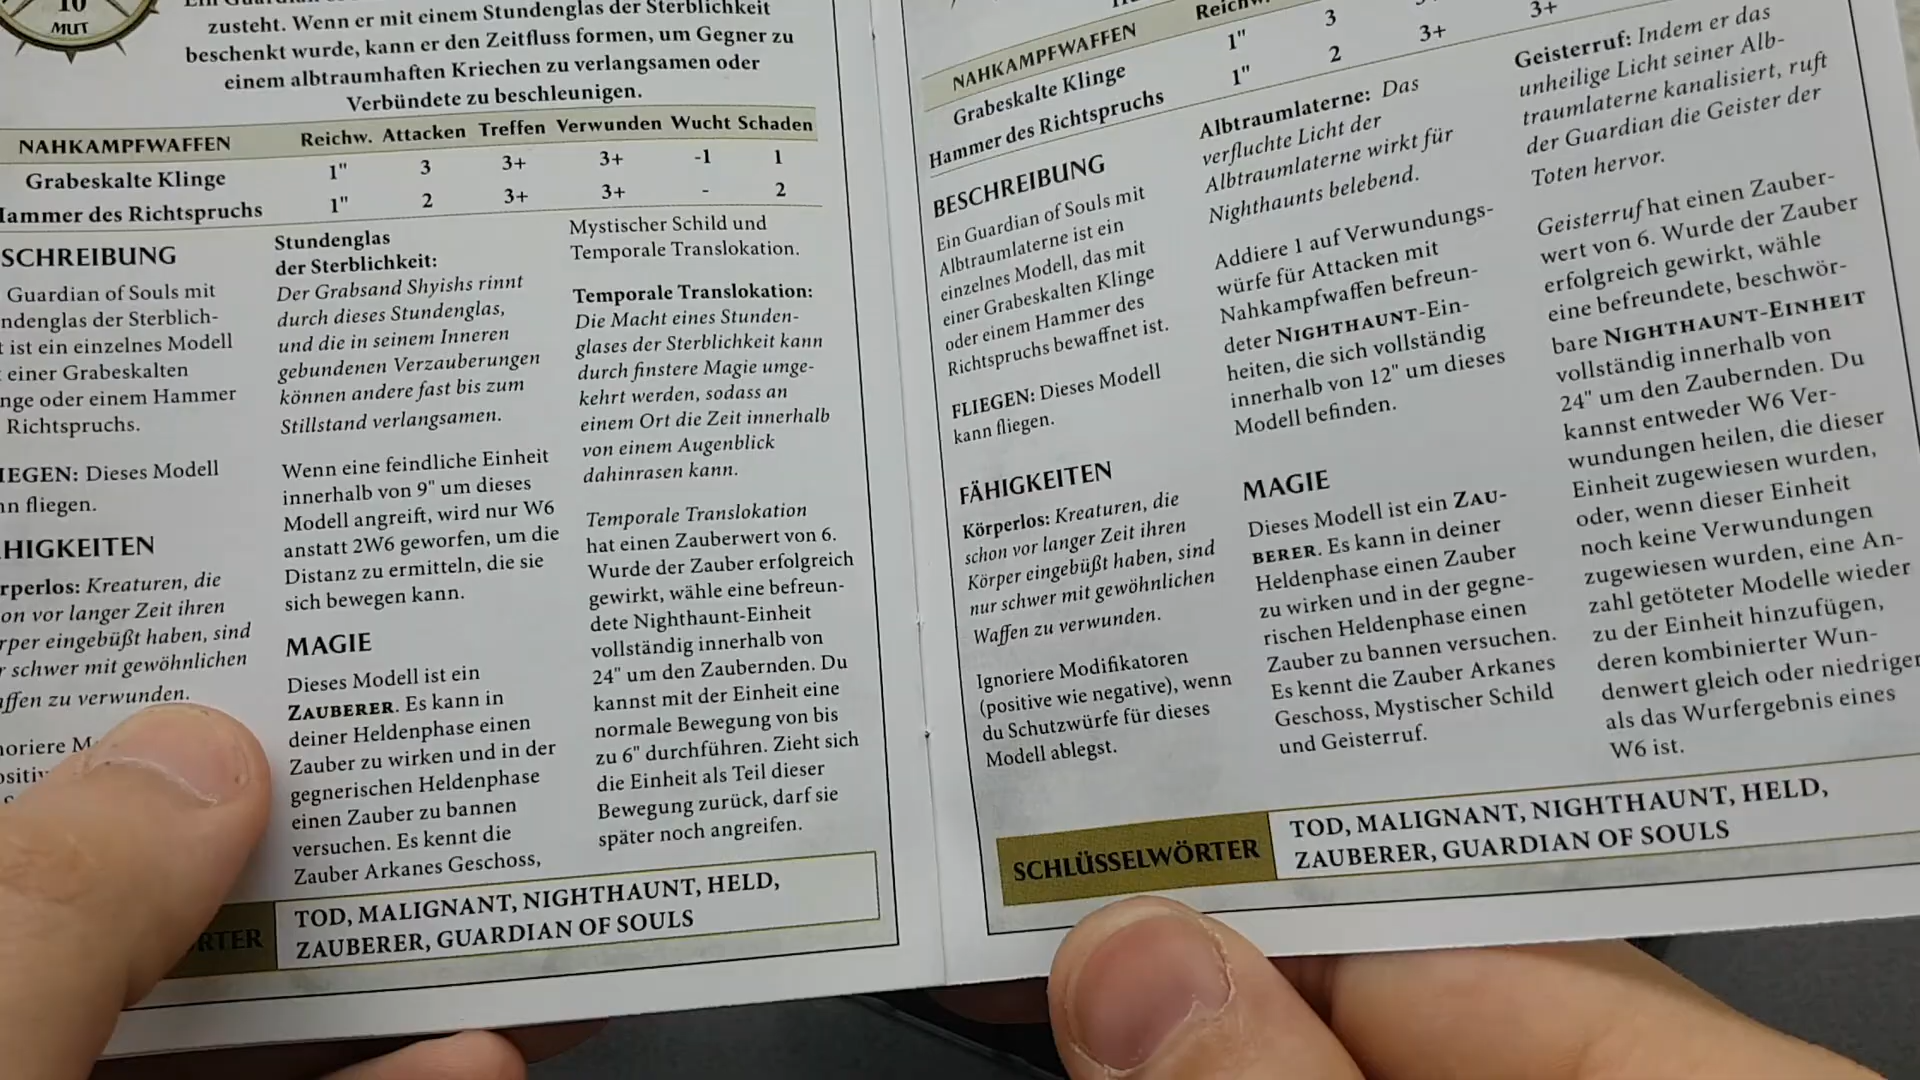 10
MUT
zusteht. Wenn er mit einem Stundenglas der Sterblichkeit
beschenkt wurde, kann er den Zeitfluss formen, um Gegner zu
einem albtraumhaften Kriechen zu verlangsamen oder
Verbündete zu beschleunigen.
NAHKAMPFWAFFEN Reichw. Attacken Treffen Verwunden Wucht Schaden
Grabeskalte Klinge 1" 3 3+ 3+ -1 1
Hammer des Richtspruchs 1" 2 3+ 3+ - 2
SCHREIBUNG
Guardian of Souls mit
ndenglas der Sterblich-
t ist ein einzelnes Modell
einer Grabeskalten
nge oder einem Hammer
Richtspruchs.
IEGEN: Dieses Modell
nn fliegen.
HIGKEITEN
rperlos: Kreaturen, die
on vor langer Zeit ihren
rper eingebüßt haben, sind
r schwer mit gewöhnlichen
affen zu verwunden.
noriere M
ositiv
Stundenglas
der Sterblichkeit:
Der Grabsand Shyishs rinnt
durch dieses Stundenglas,
und die in seinem Inneren
gebundenen Verzauberungen
können andere fast bis zum
Stillstand verlangsamen.
Wenn eine feindliche Einheit
innerhalb von 9" um dieses
Modell angreift, wird nur W6
anstatt 2W6 geworfen, um die
Distanz zu ermitteln, die sie
sich bewegen kann.
MAGIE
Dieses Modell ist ein
ZAUBERER. Es kann in
deiner Heldenphase einen
Zauber zu wirken und in der
gegnerischen Heldenphase
einen Zauber zu bannen
versuchen. Es kennt die
Zauber Arkanes Geschoss,
Mystischer Schild und
Temporale Translokation.
Temporale Translokation:
Die Macht eines Stunden-
glases der Sterblichkeit kann
durch finstere Magie umge-
kehrt werden, sodass an
einem Ort die Zeit innerhalb
von einem Augenblick
dahinrasen kann.
Temporale Translokation
hat einen Zauberwert von 6.
Wurde der Zauber erfolgreich
gewirkt, wähle eine befreun-
dete Nighthaunt-Einheit
vollständig innerhalb von
24" um den Zaubernden. Du
kannst mit der Einheit eine
normale Bewegung von bis
zu 6" durchführen. Zieht sich
die Einheit als Teil dieser
Bewegung zurück, darf sie
später noch angreifen.
RTER TOD, MALIGNANT, NIGHTHAUNT, HELD,
ZAUBERER, GUARDIAN OF SOULS
NAHKAMPFWAFFEN
Grabeskalte Klinge 1" 3 3+
Hammer des Richtspruchs 1" 2 3+
BESCHREIBUNG
Ein Guardian of Souls mit
Albtraumlaterne ist ein
einzelnes Modell, das mit
einer Grabeskalten Klinge
oder einem Hammer des
Richtspruchs bewaffnet ist.
FLIEGEN: Dieses Modell
kann fliegen.
FÄHIGKEITEN
Körperlos: Kreaturen, die
schon vor langer Zeit ihren
Körper eingebüßt haben, sind
nur schwer mit gewöhnlichen
Waffen zu verwunden.
Ignoriere Modifikatoren
(positive wie negative), wenn
du Schutzwürfe für dieses
Modell ablegst.
Albtraumlaterne: Das
verfluchte Licht der
Albtraumlaterne wirkt für
Nighthaunts belebend.
Addiere 1 auf Verwundungs-
würfe für Attacken mit
Nahkampfwaffen befreun-
deter NIGHTHAUNT-Ein-
heiten, die sich vollständig
innerhalb von 12" um dieses
Modell befinden.
MAGIE
Dieses Modell ist ein ZAU-
BERER. Es kann in deiner
Heldenphase einen Zauber
zu wirken und in der gegne-
rischen Heldenphase einen
Zauber zu bannen versuchen.
Es kennt die Zauber Arkanes
Geschoss, Mystischer Schild
und Geisterruf.
Geisterruf: Indem er das
unheilige Licht seiner Alb-
traumlaterne kanalisiert, ruft
der Guardian die Geister der
Toten hervor.
Geisterruf hat einen Zauber-
wert von 6. Wurde der Zauber
erfolgreich gewirkt, wähle
eine befreundete, beschwör-
bare NIGHTHAUNT-EINHEIT
vollständig innerhalb von
24" um den Zaubernden. Du
kannst entweder W6 Ver-
wundungen heilen, die dieser
Einheit zugewiesen wurden,
oder, wenn dieser Einheit
noch keine Verwundungen
zugewiesen wurden, eine An-
zahl getöteter Modelle wieder
zu der Einheit hinzufügen,
deren kombinierter Wun-
denwert gleich oder niedriger
als das Wurfergebnis eines
W6 ist.
SCHLÜSSELWÖRTER TOD, MALIGNANT, NIGHTHAUNT, HELD,
ZAUBERER, GUARDIAN OF SOULS